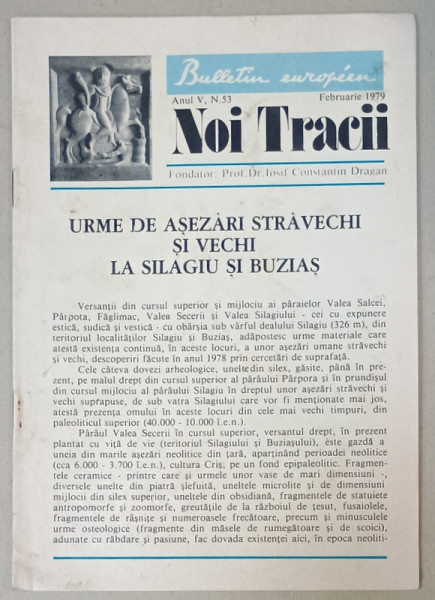 Bulletin européen
Anul V, N.53 Februarie 1979
Noi Tracii
Fondator: Prof. Dr. Iosif Constantin Dragan
URME DE AȘEZĂRI STRĂVECHI
ȘI VECHI
LA SILAGIU ȘI BUZIAȘ
Versanții din cursul superior și mijlociu ai pâraielor Valea Salcei,
Părpota, Făglimac, Valea Secerii și Valea Silagiului - cei cu expunere
estică, sudică și vestică - cu obârșia sub vârful dealului Silagiu (326 m), din
teritoriul localităților Silagiu și Buziaș, adăpostesc urme materiale care
atestă existența continuă, în aceste locuri, a unor așezări umane străvechi
și vechi, descoperiri făcute în anul 1978 prin cercetări de suprafață.
Cele câteva dovezi arheologice, unelte din silex, găsite, până în pre-
zent, pe malul drept din cursul superior al pârâului Părpora și în prundișul
din cursul mijlociu al pârâului Silagiu în dreptul unor așezări străvechi și
vechi suprapuse, de sub vatra Silagiului care vor fi menționate mai jos,
atestă prezența omului în aceste locuri din cele mai vechi timpuri, din
paleoliticul superior (40.000 - 10.000 î.e.n.).
Pârâul Valea Secerii în cursul superior, versantul drept, în prezent
plantat cu viță de vie (teritoriul Silagiului și Buziașului), este gazdă a
uneia din marile așezări neolitice din țară, aparținând perioadei neolitice
(cca 6.000 - 3.700 î.e.n.), cultura Criș, pe un fond epipaleolitic. Fragmen-
tele ceramice - printre care și urmele unor vase de mari dimensiuni -,
diversele unelte din piatră șlefuită, uneltele microlite și de dimensiuni
mijlocii din silex superior, uneltele din obsidiană, fragmentele de statuiete
antropomorfe și zoomorfe, greutățile de la războiul de țesut, fusaiolele,
fragmentele de râșnițe și numeroasele frecătoare, precum și minusculele
urme osteologice (fragmente din măsele de rumegătoare și de scoici),
adunate cu răbdare și pasiune, fac dovada existenței aici, în epoca neoliti-